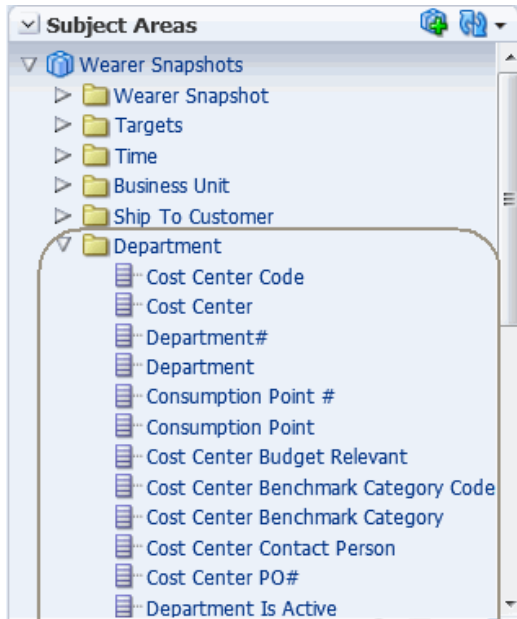 Subject Areas
Wearer Snapshots
Wearer Snapshot
Targets
Time
Business Unit
Ship To Customer
Department
Cost Center Code
Cost Center
Department#
Department
Consumption Point #
Consumption Point
Cost Center Budget Relevant
Cost Center Benchmark Category Code
Cost Center Benchmark Category
Cost Center Contact Person
Cost Center PO#
Department Is Active